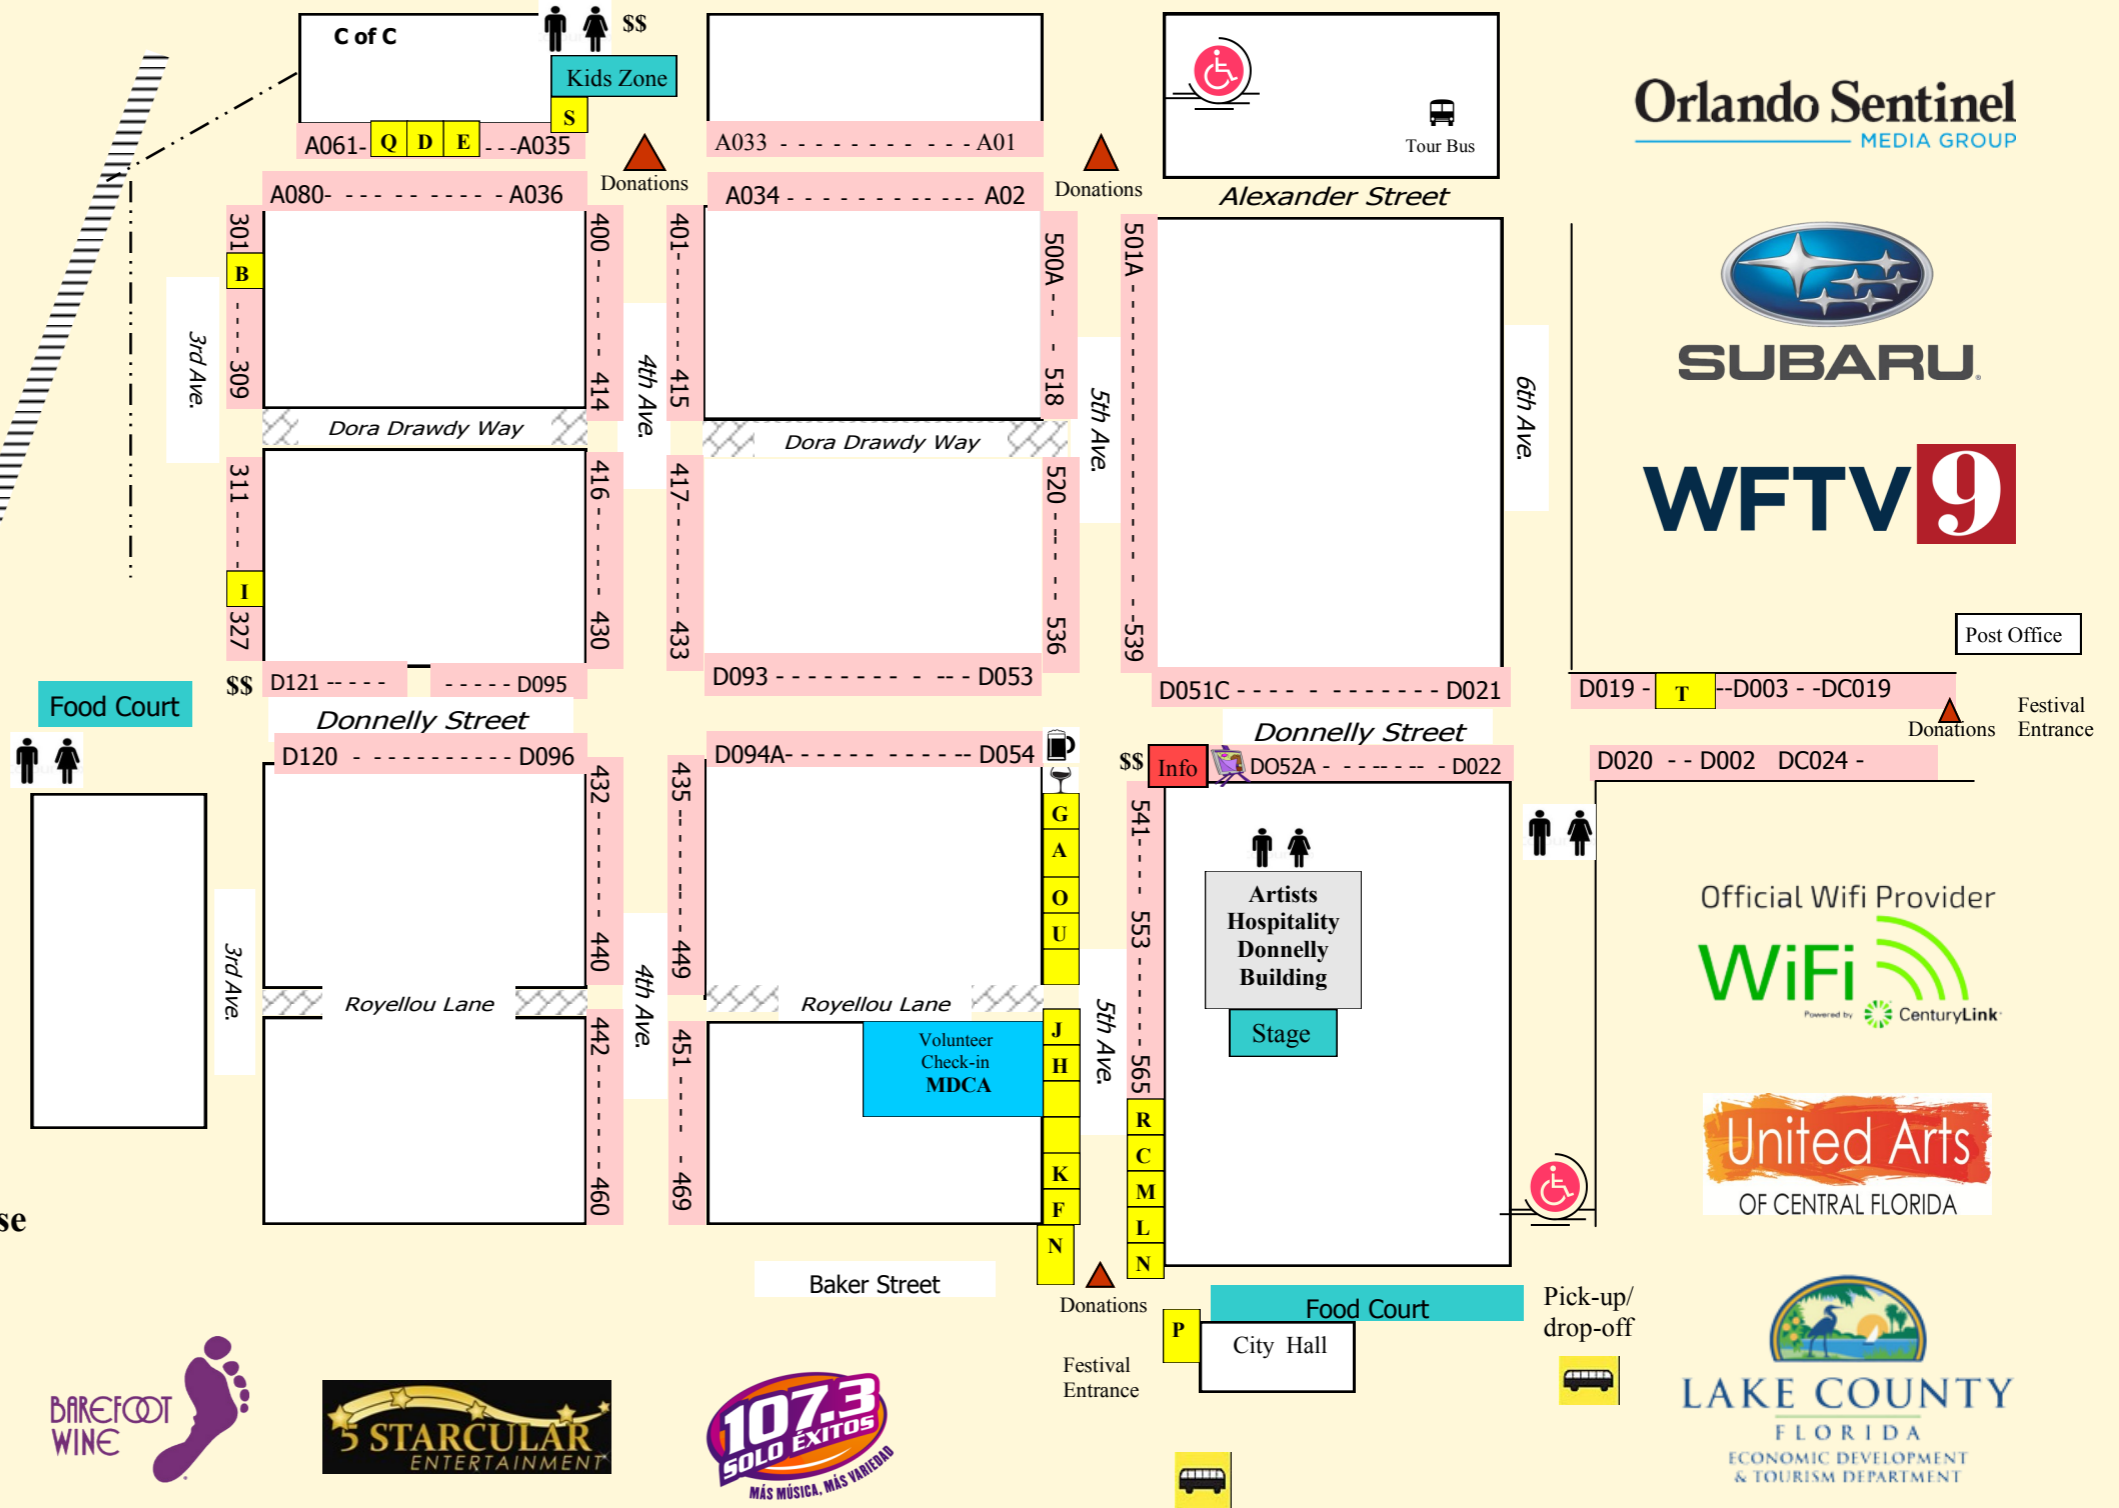 C of C
$$
Kids Zone
S
A061-
Q
D
E
- - -A035
A033 - - - - - - - - - - - - A01
Donations
Donations
Tour Bus
Orlando Sentinel
MEDIA GROUP
A080- - - - - - - - - - - - A036
A034 - - - - - - - - - - - - - A02
Alexander Street
301
B
- - - - 309
3rd Ave.
400 - - - - - - 414
4th Ave.
401- - - - - - - 415
500A - - - 518
5th Ave.
501A - - - - - - - - - - - - - - -539
6th Ave.
SUBARU
Dora Drawdy Way
Dora Drawdy Way
WFTV 9
311 - - - -
I
327
416 - - - - - - 430
417- - - - - - - - 433
520 - - - - - 536
Post Office
$$
D121 -- - - -
- - - - - D095
D093 - - - - - - - - - -- - D053
D051C - - - - - - - - - - - D021
D019 -
T
--D003 - -DC019
Festival
Entrance
Donations
Food Court
Donnelly Street
Donnelly Street
D120 - - - - - - - - - - - D096
D094A- - - - - - - - - - -- D054
$$
Info
DO52A - - - -- - -- - D022
D020 - - D002 DC024 -
432 - - - - - - - 440
435 - - - - - - - 449
G
A
O
U
541- - - - 553 - - - - - - 565
Artists
Hospitality
Donnelly
Building
Stage
Official Wifi Provider
WiFi
Powered by CenturyLink
3rd Ave.
4th Ave.
5th Ave.
Royellou Lane
Royellou Lane
442 - - - - - - - 460
451 - - - - - 469
Volunteer
Check-in
MDCA
J
H
K
F
N
R
C
M
L
N
United Arts
OF CENTRAL FLORIDA
se
Baker Street
Donations
Food Court
P
City Hall
Pick-up/
drop-off
Festival
Entrance
BAREFOOT
WINE
5 STARCULAR
ENTERTAINMENT
107.3
SOLO ÉXITOS
MÁS MÚSICA, MÁS VARIEDAD
LAKE COUNTY
FLORIDA
ECONOMIC DEVELOPMENT
& TOURISM DEPARTMENT